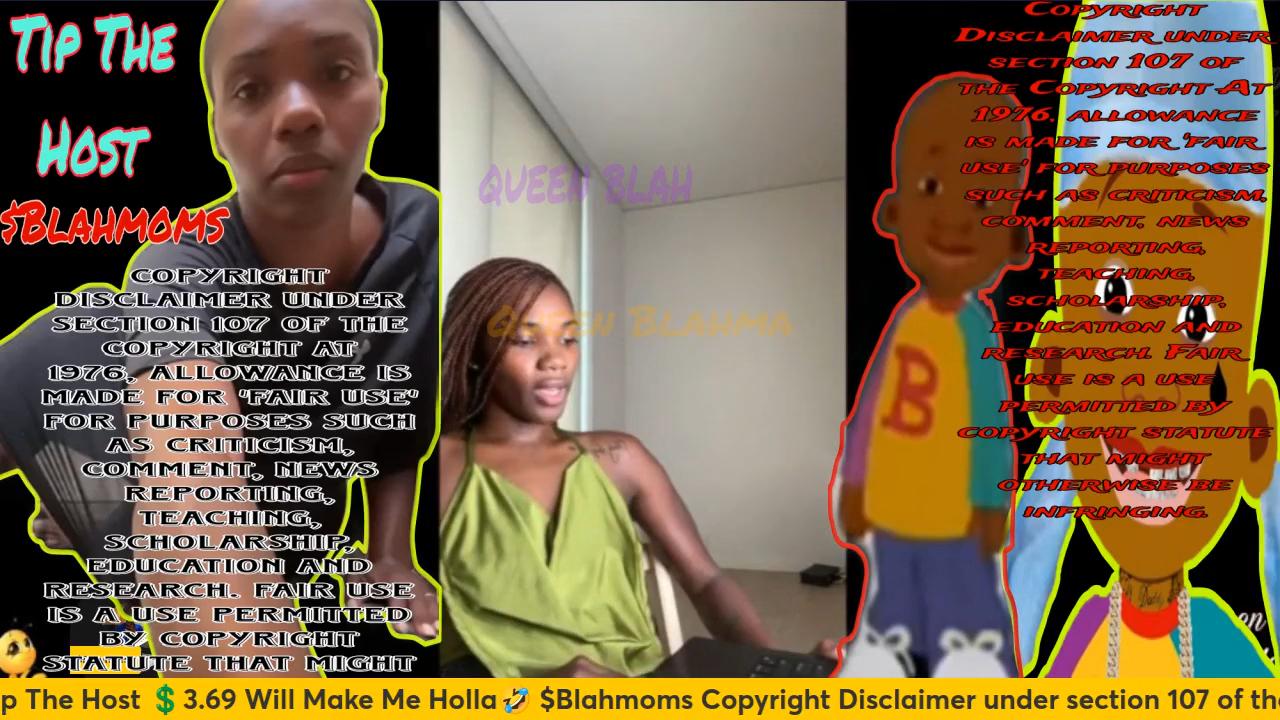 Tip The
Host
$Blahmoms
COPYRIGHT
DISCLAIMER UNDER
SECTION 107 OF THE
COPYRIGHT AT
1976, ALLOWANCE IS
MADE FOR "FAIR USE"
FOR PURPOSES SUCH
AS CRITICISM,
COMMENT, NEWS
REPORTING,
TEACHING,
SCHOLARSHIP,
EDUCATION AND
RESEARCH. FAIR USE
IS A USE PERMITTED
BY COPYRIGHT
STATUTE THAT MIGHT
QUEEN BLAH
Queen Blahma
B
Copyright
Disclaimer under
section 107 of
the Copyright At
1976, allowance
is made for 'fair
use' for purposes
such as criticism,
comment, news
reporting,
teaching,
scholarship,
education and
research. Fair
use is a use
permitted by
copyright statute
that might
otherwise be
infringing.
Daddy
on
p The Host 💲 3.69 Will Make Me Holla🤣 $Blahmoms Copyright Disclaimer under section 107 of th